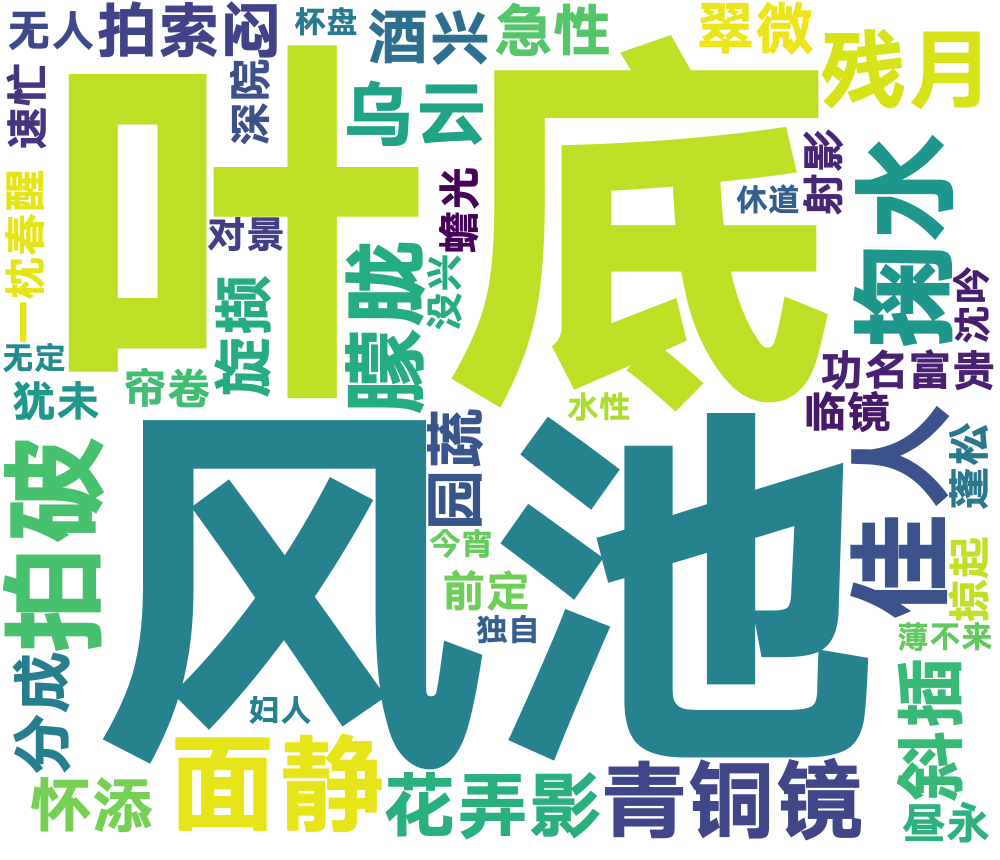 无人
拍索闷
杯盘
酒兴
急性
翠微
残月
速忙
深院
乌云
叶底
射影
鞠水
一枕春醒
对景
蟾光
休道
旋撷
朦胧
没兴
沈吟
无定
犹未
帘卷
水性
功名富贵
临镜
拍破
风池
园蔬
佳人
蓬松
今宵
前定
独自
掠起
薄不来
分成
妇人
斜插
怀添
面静
花弄影
青铜镜
昼永